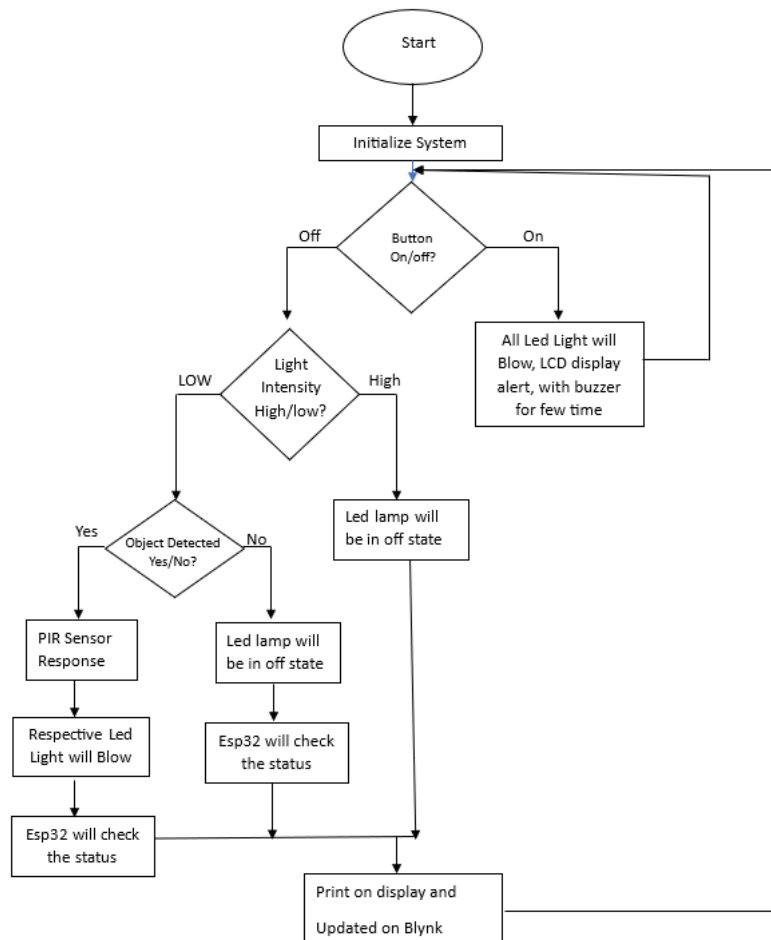 Start
Initialize System
Off
Button
On/off?
On
All Led Light will
Blow, LCD display
alert, with buzzer
for few time
LOW
Light
Intensity
High/low?
High
Yes
Object Detected
Yes/No?
No
Led lamp will
be in off state
PIR Sensor
Response
Led lamp will
be in off state
Respective Led
Light will Blow
Esp32 will check
the status
Esp32 will check
the status
Print on display and
Updated on Blynk